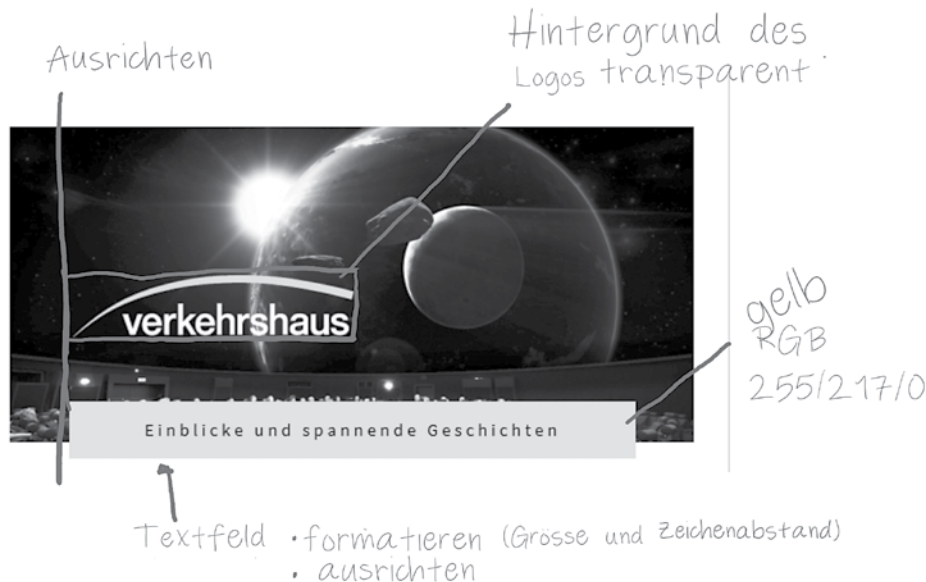 Ausrichten
Hintergrund des
Logos transparent
verkehrshaus
gelb
RGB
255/217/0
Einblicke und spannende Geschichten
Textfeld • formatieren (Grösse und Zeichenabstand)
• ausrichten